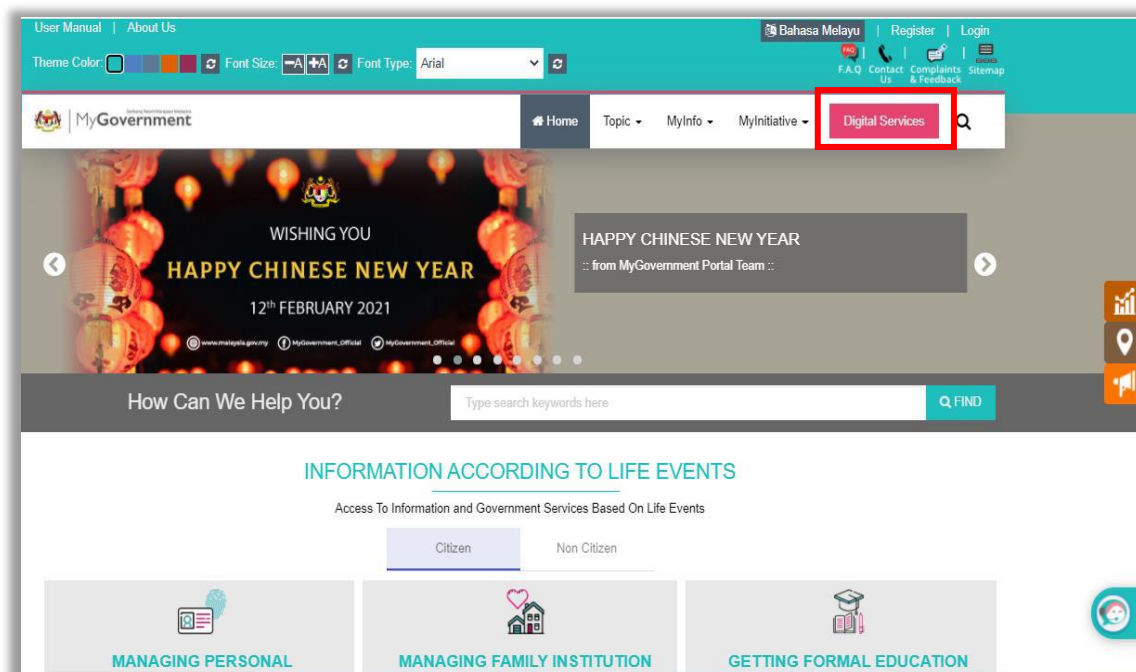 User Manual | About Us
Bahasa Melayu | Register | Login
Theme Color: Font Size: -A +A Font Type: Arial
FAQ
F.A.Q Contact Us Complaints & Feedback Sitemap
MyGovernment
Home Topic MyInfo MyInitiative Digital Services
WISHING YOU
HAPPY CHINESE NEW YEAR
12th FEBRUARY 2021
www.malaysia.gov.my MyGovernment_Official MyGovernment_Official
HAPPY CHINESE NEW YEAR
:: from MyGovernment Portal Team ::
How Can We Help You?
Type search keywords here
FIND
INFORMATION ACCORDING TO LIFE EVENTS
Access To Information and Government Services Based On Life Events
Citizen Non Citizen
MANAGING PERSONAL
MANAGING FAMILY INSTITUTION
GETTING FORMAL EDUCATION